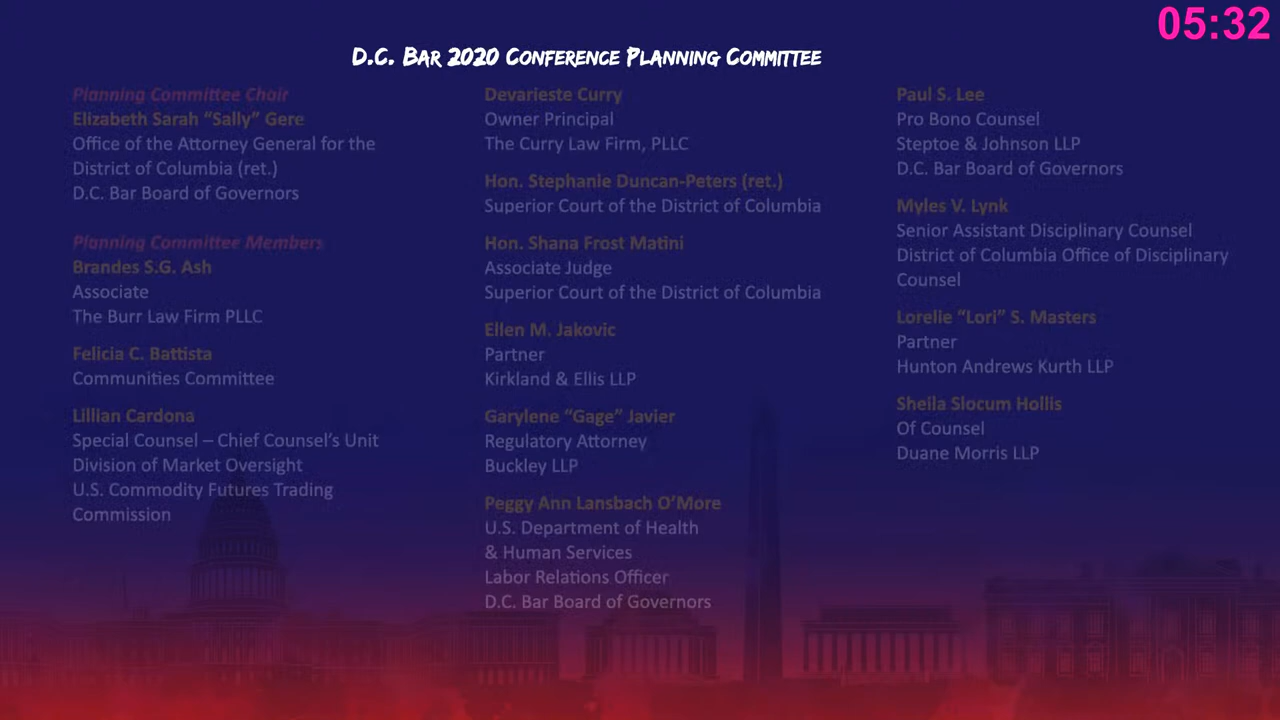 05:32
D.C. Bar 2020 Conference Planning Committee
Planning Committee Chair
Elizabeth Sarah “Sally” Gere
Office of the Attorney General for the
District of Columbia (ret.)
D.C. Bar Board of Governors
Planning Committee Members
Brandes S.G. Ash
Associate
The Burr Law Firm PLLC
Felicia C. Battista
Communities Committee
Lillian Cardona
Special Counsel – Chief Counsel’s Unit
Division of Market Oversight
U.S. Commodity Futures Trading
Commission
Devarieste Curry
Owner Principal
The Curry Law Firm, PLLC
Hon. Stephanie Duncan-Peters (ret.)
Superior Court of the District of Columbia
Hon. Shana Frost Matini
Associate Judge
Superior Court of the District of Columbia
Ellen M. Jakovic
Partner
Kirkland & Ellis LLP
Garylene “Gage” Javier
Regulatory Attorney
Buckley LLP
Peggy Ann Lansbach O’More
U.S. Department of Health
& Human Services
Labor Relations Officer
D.C. Bar Board of Governors
Paul S. Lee
Pro Bono Counsel
Steptoe & Johnson LLP
D.C. Bar Board of Governors
Myles V. Lynk
Senior Assistant Disciplinary Counsel
District of Columbia Office of Disciplinary
Counsel
Lorelie “Lori” S. Masters
Partner
Hunton Andrews Kurth LLP
Sheila Slocum Hollis
Of Counsel
Duane Morris LLP